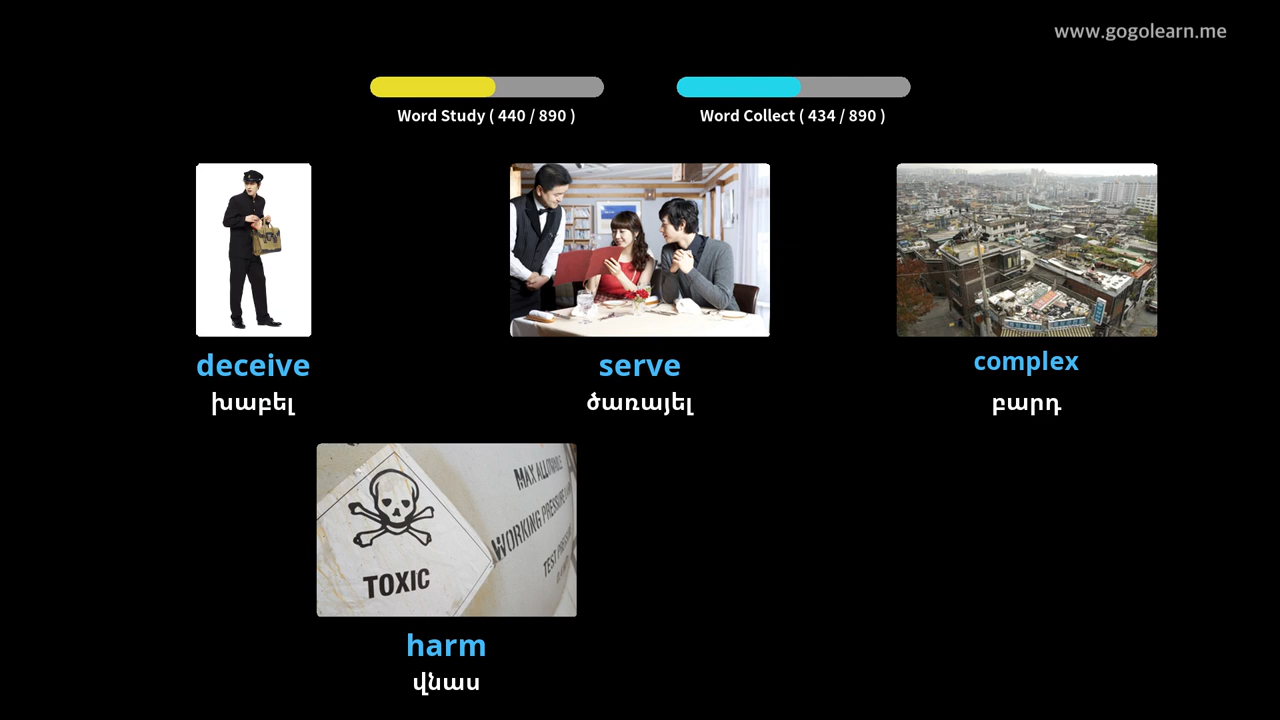 www.gogolearn.me
Word Study ( 440 / 890 )
Word Collect ( 434 / 890 )
deceive
խաբել
serve
ծառայել
complex
բարդ
TOXIC
MAX ALLOWABLE
WORKING PRESSURE
TEST
harm
վնաս